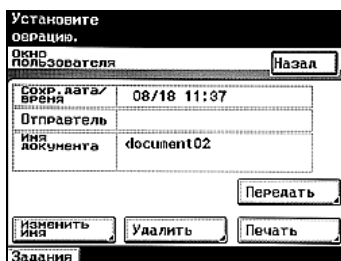 Установите
операцию.
Окно
пользователя
Назад
Сохр.дата/
время
08/18 11:37
Отправтель
Имя
документа
document02
Передать
Изменить
имя
Удалить
Печать
Задания